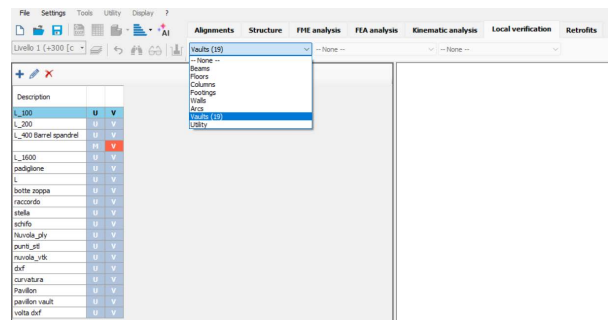 File Settings Tools Utility Display ?
AI Alignments Structure FME analysis FEA analysis Kinematic analysis Local verification Retrofits
Livello 1 (+300 [c Vaults (19) -- None -- -- None --
-- None --
Beams
Floors
Columns
Footings
Walls
Arcs
Vaults (19)
Utility
Description
L_100 U V
L_200 U V
L_400 Barrel spandrel U V
M V
L_1600 U V
padiglione U V
L U V
botte zoppa U V
raccordo U V
stella U V
schifo U V
Nuvola_ply U V
punti_stl U V
nuvola_vtk U V
dxf U V
curvatura U V
Pavillon U V
pavillon vault U V
volta dxf U V